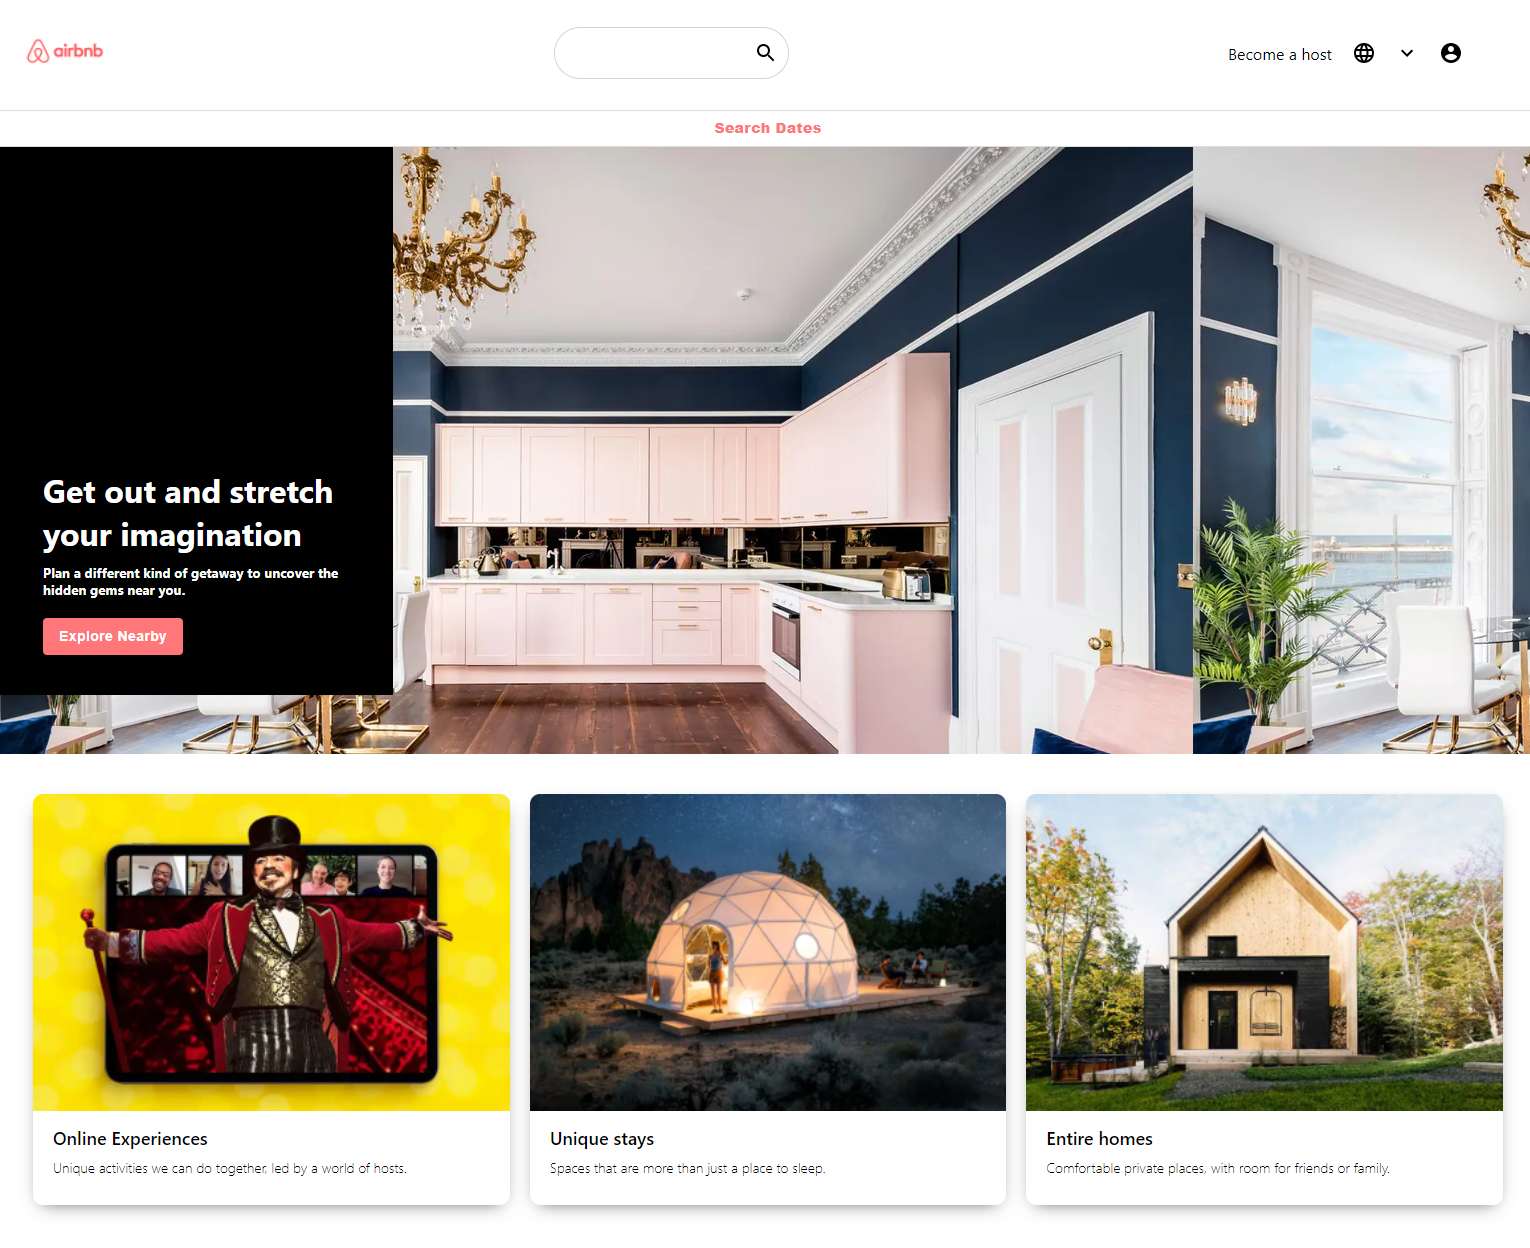 airbnb
Become a host
Search Dates
Get out and stretch
your imagination
Plan a different kind of getaway to uncover the
hidden gems near you.
Explore Nearby
Online Experiences
Unique activities we can do together, led by a world of hosts.
Unique stays
Spaces that are more than just a place to sleep.
Entire homes
Comfortable private places, with room for friends or family.